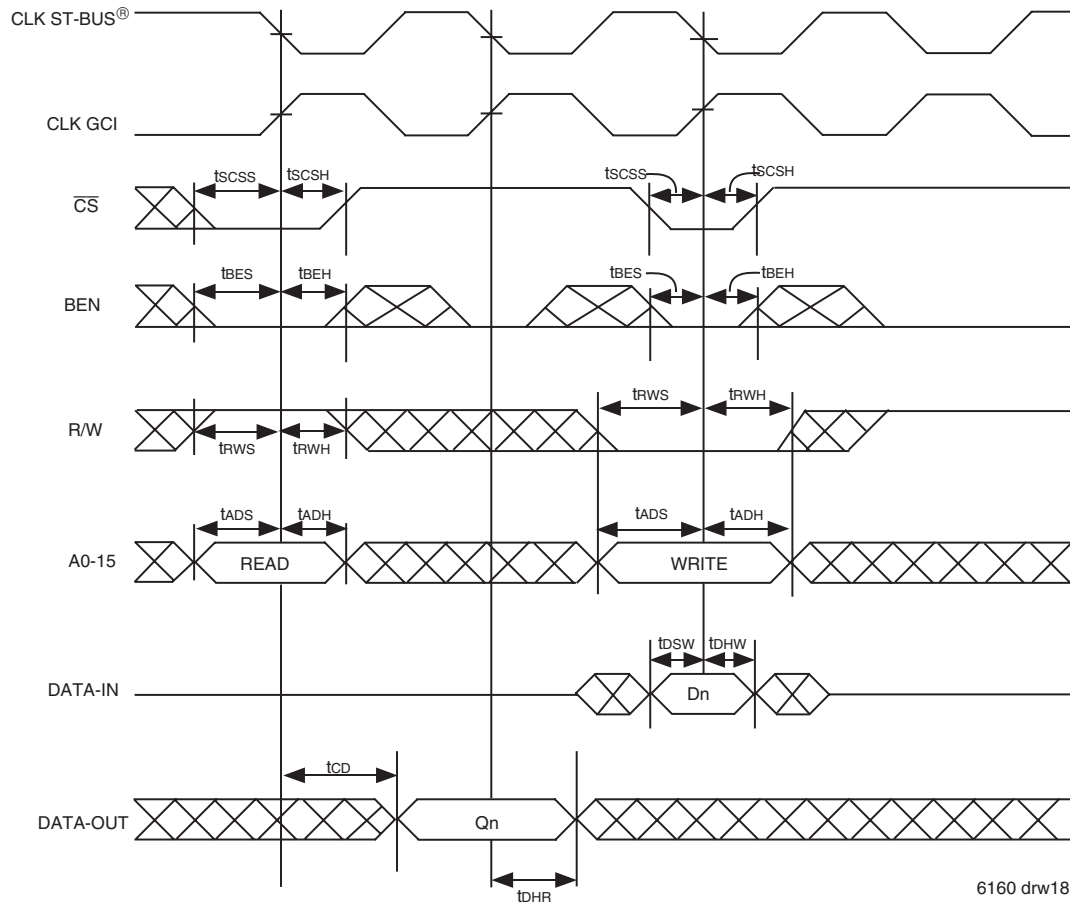 CLK ST-BUS®
CLK GCI
tSCSS tSCSH tSCSS tSCSH
CS
tBES tBEH tBES tBEH
BEN
tRWS tRWH
R/W
tRWS tRWH
tADS tADH tADS tADH
A0-15 READ WRITE
tDSW tDHW
DATA-IN Dn
tCD
DATA-OUT Qn
tDHR
6160 drw18